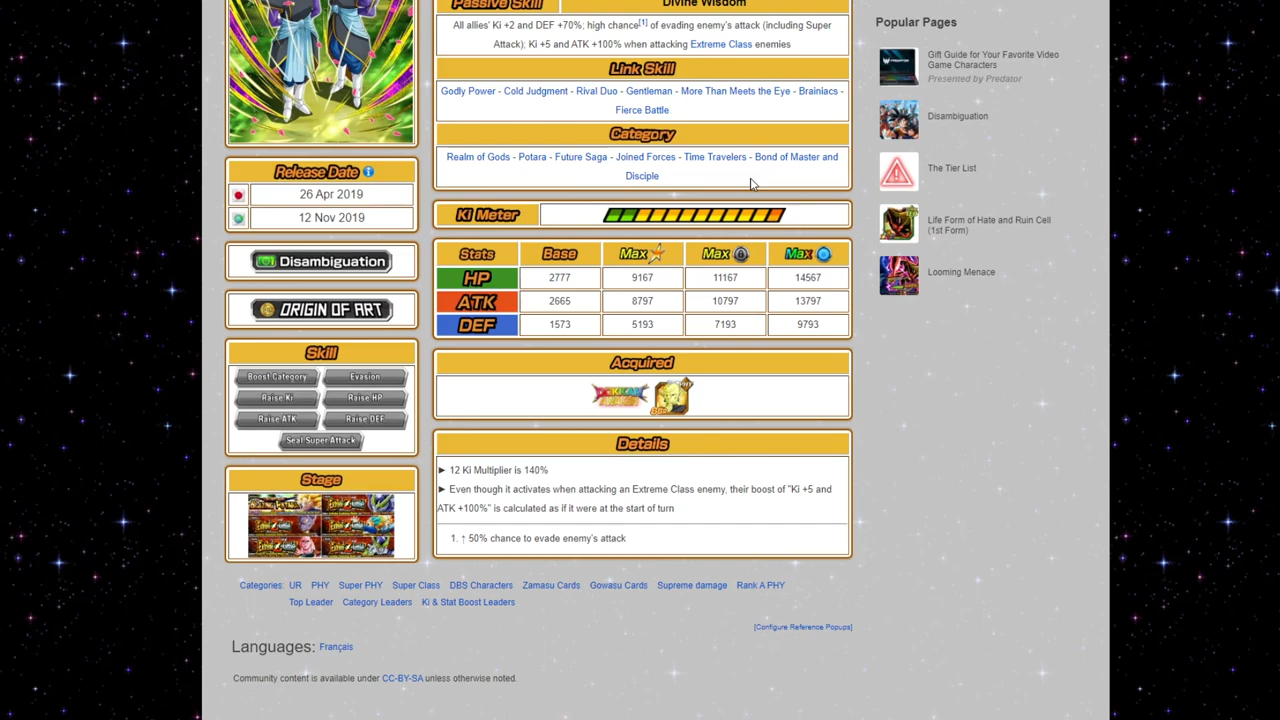 Passive Skill
Divine Wisdom
All allies' Ki +2 and DEF +70%; high chance[1] of evading enemy's attack (including Super
Attack); Ki +5 and ATK +100% when attacking Extreme Class enemies
Link Skill
Godly Power - Cold Judgment - Rival Duo - Gentleman - More Than Meets the Eye - Brainiacs -
Fierce Battle
Category
Realm of Gods - Potara - Future Saga - Joined Forces - Time Travelers - Bond of Master and
Disciple
Ki Meter
Stats Base Max Max Max
HP 2777 9167 11167 14567
ATK 2665 8797 10797 13797
DEF 1573 5193 7193 9793
Acquired
DOKKAN
Details
► 12 Ki Multiplier is 140%
► Even though it activates when attacking an Extreme Class enemy, their boost of "Ki +5 and
ATK +100%" is calculated as if it were at the start of turn
1. ↑ 50% chance to evade enemy's attack
Release Date
26 Apr 2019
12 Nov 2019
Disambiguation
ORIGIN OF ART
Skill
Boost Category Evasion
Raise Ki Raise HP
Raise ATK Raise DEF
Seal Super Attack
Stage
Categories: UR PHY Super PHY Super Class DBS Characters Zamasu Cards Gowasu Cards Supreme damage Rank A PHY
Top Leader Category Leaders Ki & Stat Boost Leaders
[Configure Reference Popups]
Languages: Français
Community content is available under CC-BY-SA unless otherwise noted.
Popular Pages
Gift Guide for Your Favorite Video
Game Characters
Presented by Predator
Disambiguation
The Tier List
Life Form of Hate and Ruin Cell
(1st Form)
Looming Menace